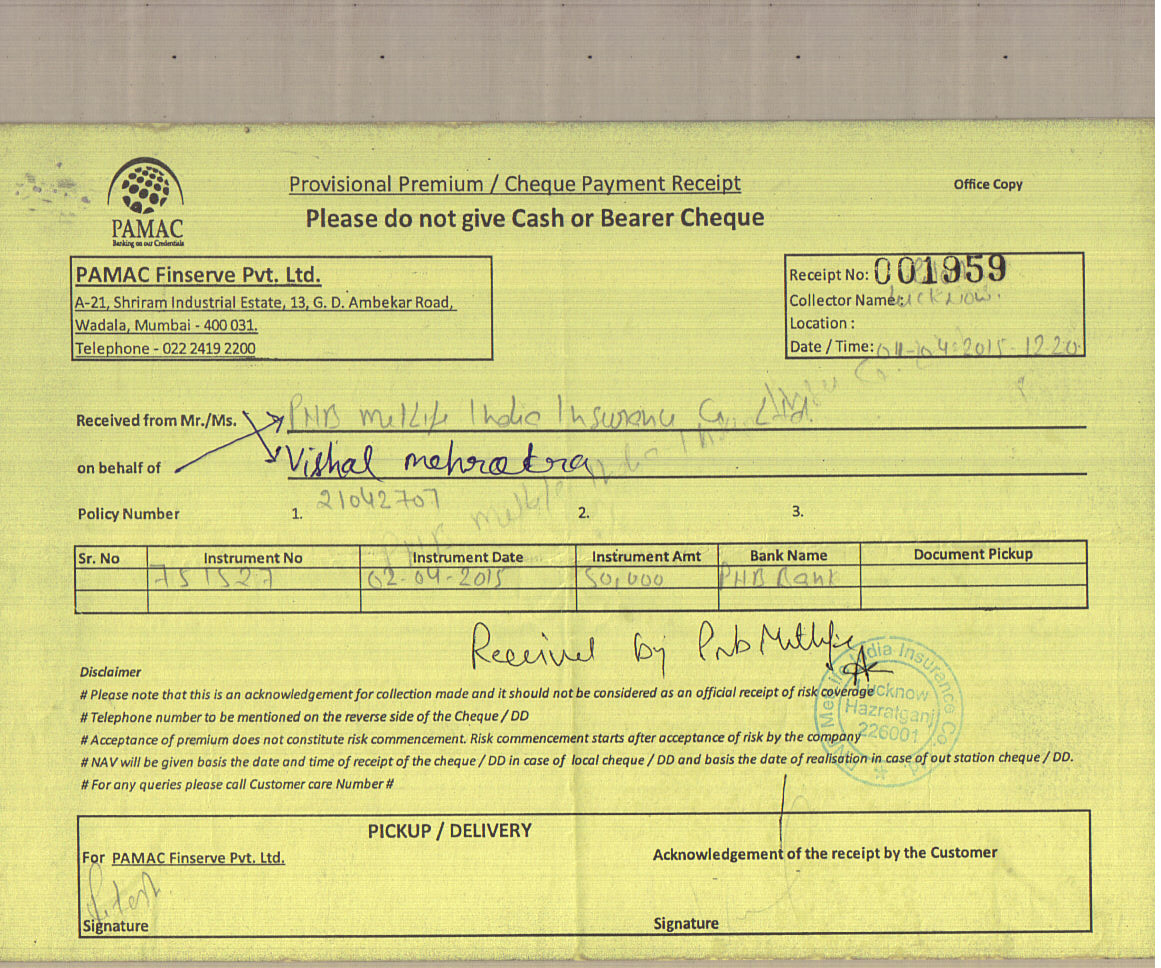 PAMAC
Banking on our Credentials
Provisional Premium / Cheque Payment Receipt
Please do not give Cash or Bearer Cheque
Office Copy
PAMAC Finserve Pvt. Ltd.
A-21, Shriram Industrial Estate, 13, G. D. Ambekar Road,
Wadala, Mumbai - 400 031.
Telephone - 022 2419 2200
Receipt No: 001959
Collector Name: Lucknow.
Location :
Date / Time: 04-04-2015-12.20
Received from Mr./Ms. PNB Metlife India Insurance Co. Ltd.
on behalf of Vishal mehrotra
Policy Number 1. 21042707 2. 3.
Sr. No Instrument No Instrument Date Instrument Amt Bank Name Document Pickup
751527 02-04-2015 50,000 PNB Bank
Received by Pnb Metlife
Disclaimer
# Please note that this is an acknowledgement for collection made and it should not be considered as an official receipt of risk coverage
# Telephone number to be mentioned on the reverse side of the Cheque / DD
# Acceptance of premium does not constitute risk commencement. Risk commencement starts after acceptance of risk by the company
# NAV will be given basis the date and time of receipt of the cheque / DD in case of local cheque / DD and basis the date of realisation in case of out station cheque / DD.
# For any queries please call Customer care Number #
India Insurance Co
Lucknow
Hazratganj
226001
PICKUP / DELIVERY
For PAMAC Finserve Pvt. Ltd.
Acknowledgement of the receipt by the Customer
Signature
Signature